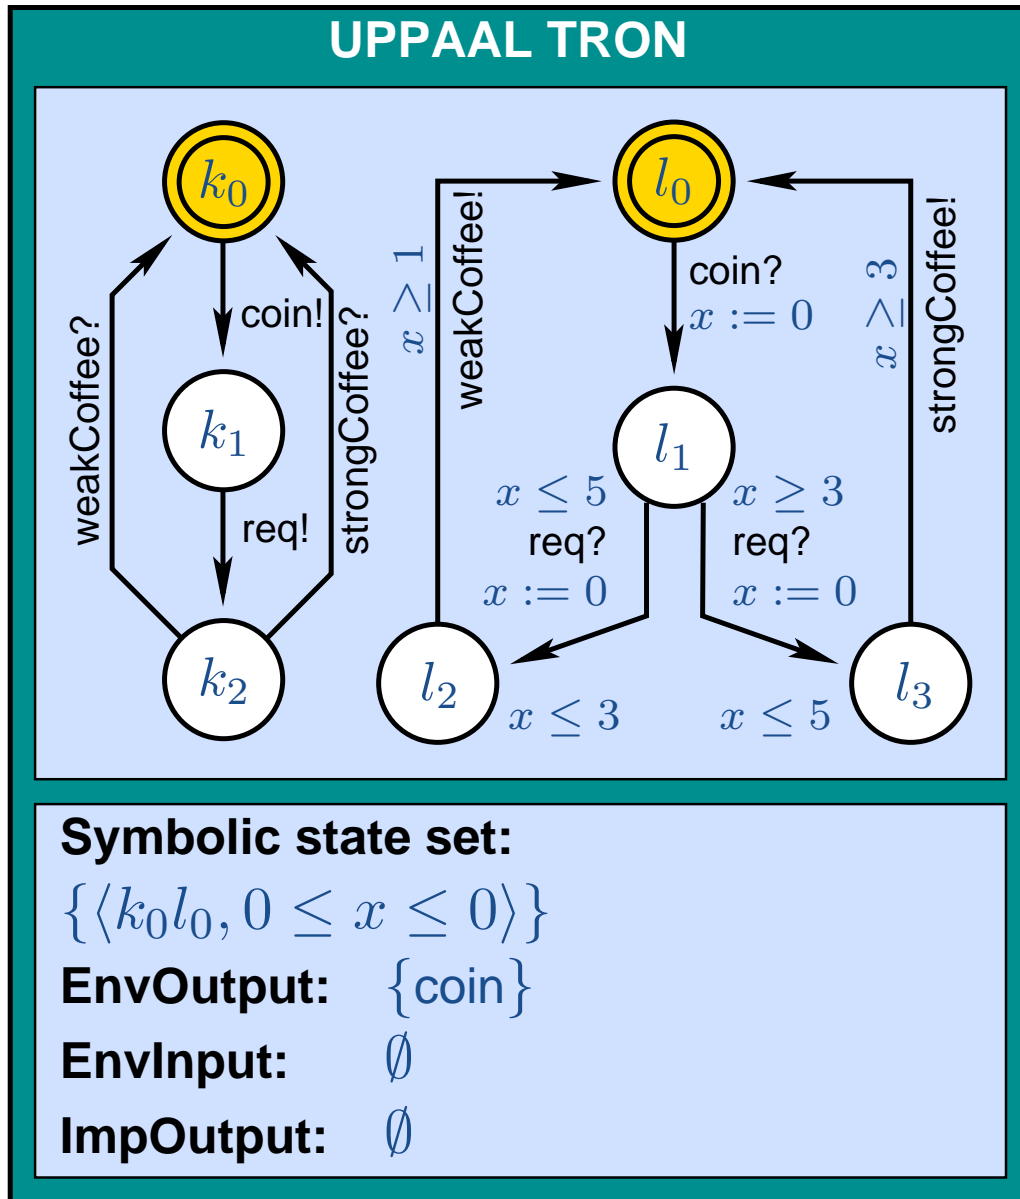 UPPAAL TRON
k₀
l₀
weakCoffee?
coin!
strongCoffee?
x ≥ 1
weakCoffee!
coin?
x := 0
x ≥ 3
strongCoffee!
k₁
l₁
req!
x ≤ 5
req?
x := 0
x ≥ 3
req?
x := 0
k₂
l₂
x ≤ 3
x ≤ 5
l₃
Symbolic state set:
{⟨k₀l₀, 0 ≤ x ≤ 0⟩}
EnvOutput: {coin}
EnvInput: ∅
ImpOutput: ∅